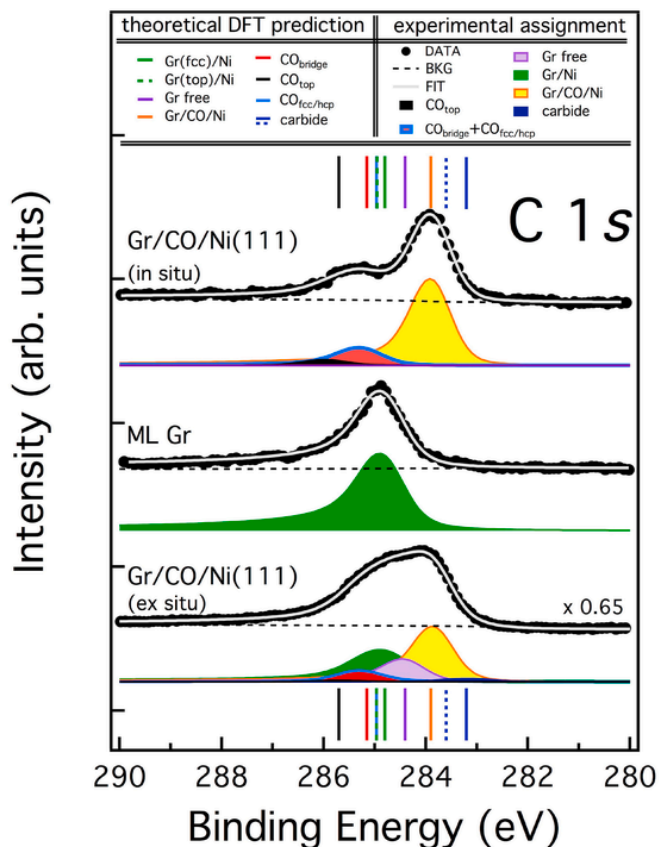 theoretical DFT prediction
experimental assignment
Gr(fcc)/Ni
Gr(top)/Ni
Gr free
Gr/CO/Ni
CObridge
COtop
COfcc/hcp
carbide
DATA
BKG
FIT
COtop
CObridge+COfcc/hcp
Gr free
Gr/Ni
Gr/CO/Ni
carbide
C 1s
Gr/CO/Ni(111)
(in situ)
ML Gr
Gr/CO/Ni(111)
(ex situ)
x 0.65
Intensity (arb. units)
290 288 286 284 282 280
Binding Energy (eV)